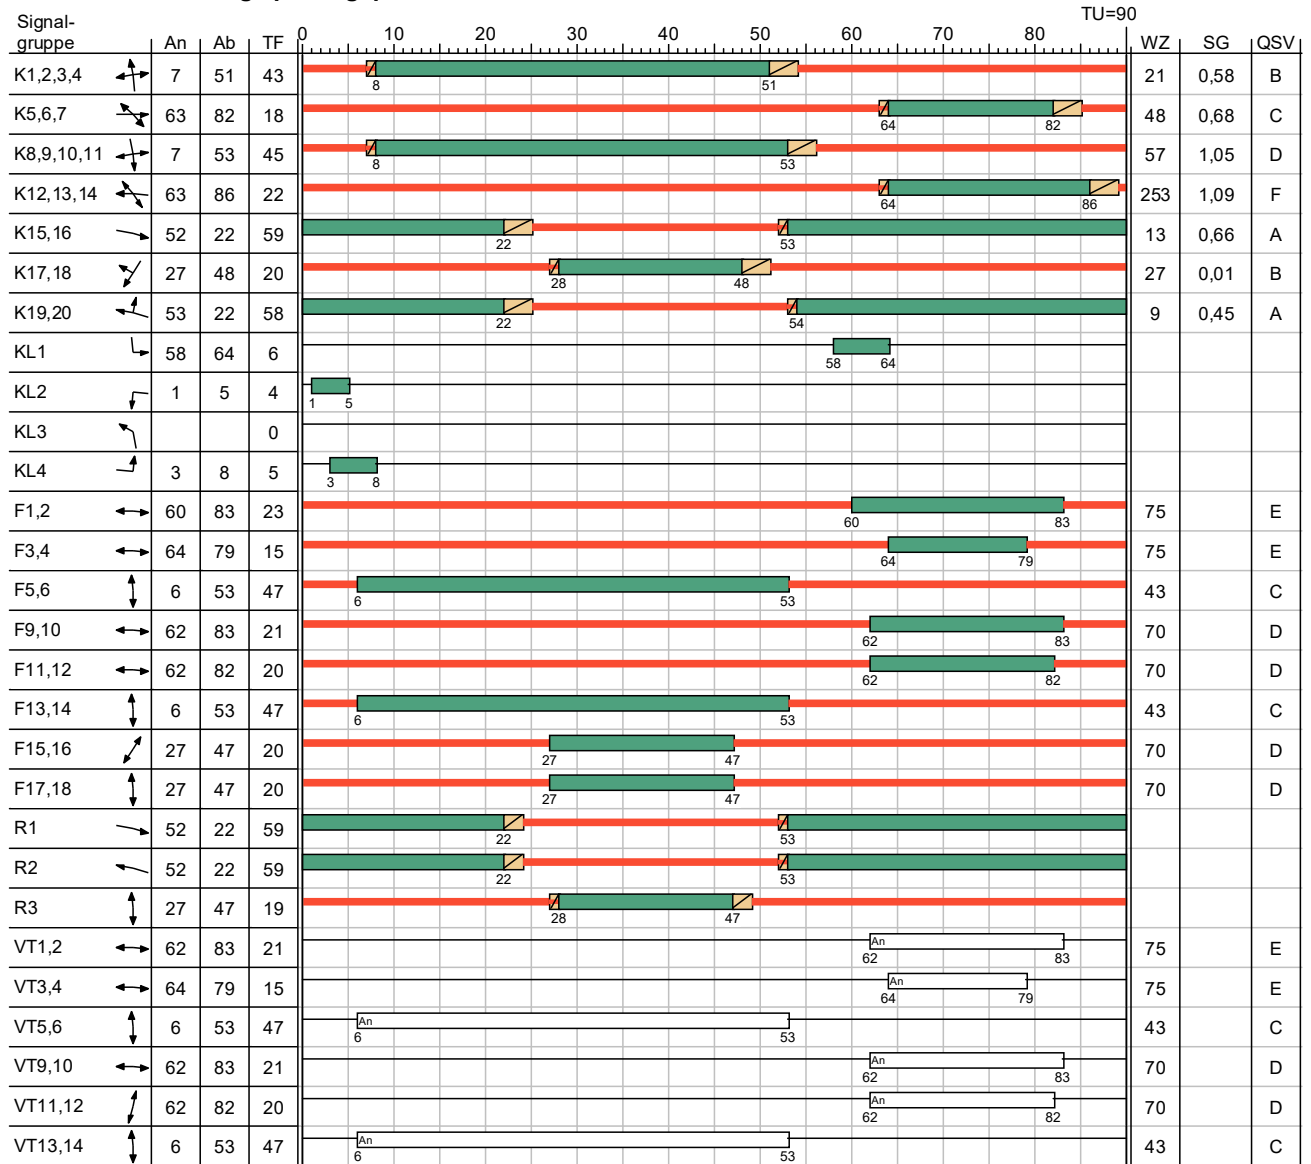 TU=90
Signal-
gruppe An Ab TF 0 10 20 30 40 50 60 70 80 WZ SG QSV
K1,2,3,4 7 51 43 8 51 21 0,58 B
K5,6,7 63 82 18 64 82 48 0,68 C
K8,9,10,11 7 53 45 8 53 57 1,05 D
K12,13,14 63 86 22 64 86 253 1,09 F
K15,16 52 22 59 22 53 13 0,66 A
K17,18 27 48 20 28 48 27 0,01 B
K19,20 53 22 58 22 54 9 0,45 A
KL1 58 64 6 58 64
KL2 1 5 4 1 5
KL3 0
KL4 3 8 5 3 8
F1,2 60 83 23 60 83 75 E
F3,4 64 79 15 64 79 75 E
F5,6 6 53 47 6 53 43 C
F9,10 62 83 21 62 83 70 D
F11,12 62 82 20 62 82 70 D
F13,14 6 53 47 6 53 43 C
F15,16 27 47 20 27 47 70 D
F17,18 27 47 20 27 47 70 D
R1 52 22 59 22 53
R2 52 22 59 22 53
R3 27 47 19 28 47
VT1,2 62 83 21 An 62 83 75 E
VT3,4 64 79 15 An 64 79 75 E
VT5,6 6 53 47 An 6 53 43 C
VT9,10 62 83 21 An 62 83 70 D
VT11,12 62 82 20 An 62 82 70 D
VT13,14 6 53 47 An 6 53 43 C